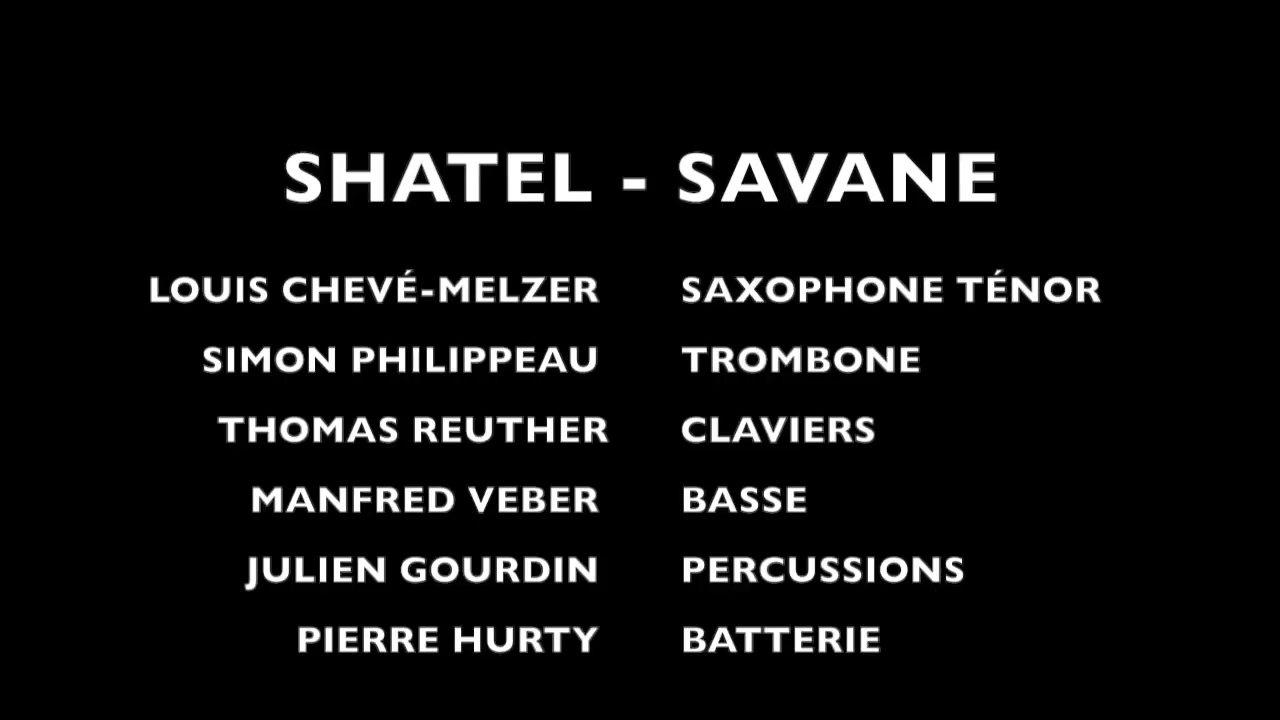 SHATEL - SAVANE
LOUIS CHEVÉ-MELZER SAXOPHONE TÉNOR
SIMON PHILIPPEAU TROMBONE
THOMAS REUTHER CLAVIERS
MANFRED VEBER BASSE
JULIEN GOURDIN PERCUSSIONS
PIERRE HURTY BATTERIE